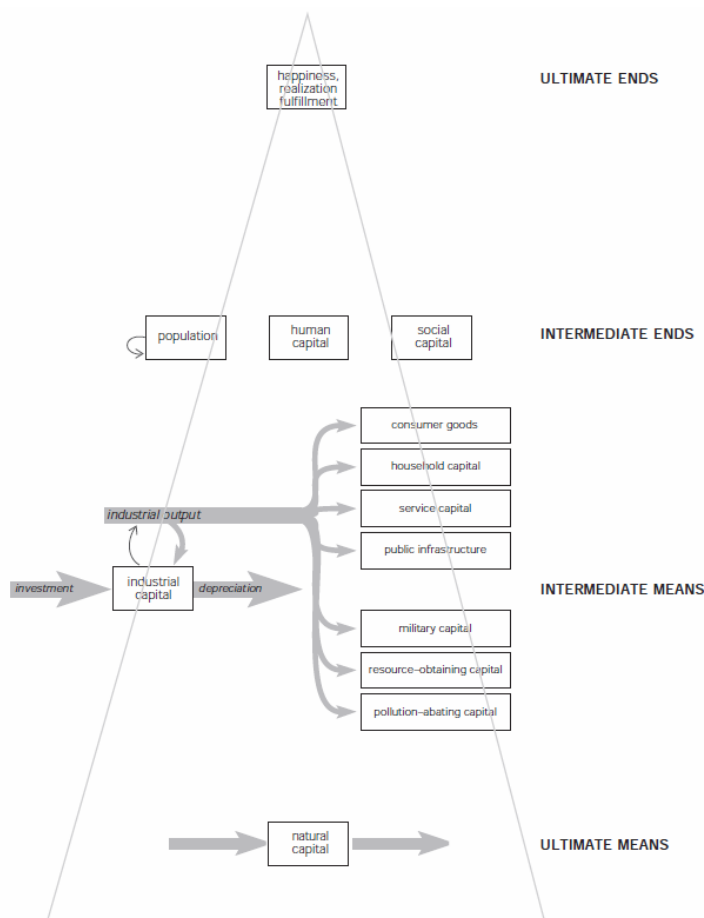 happiness,
realization
fulfillment
ULTIMATE ENDS
population
human
capital
social
capital
INTERMEDIATE ENDS
consumer goods
household capital
industrial output
service capital
public infrastructure
investment
industrial
capital
depreciation
INTERMEDIATE MEANS
military capital
resource-obtaining capital
pollution-abating capital
natural
capital
ULTIMATE MEANS